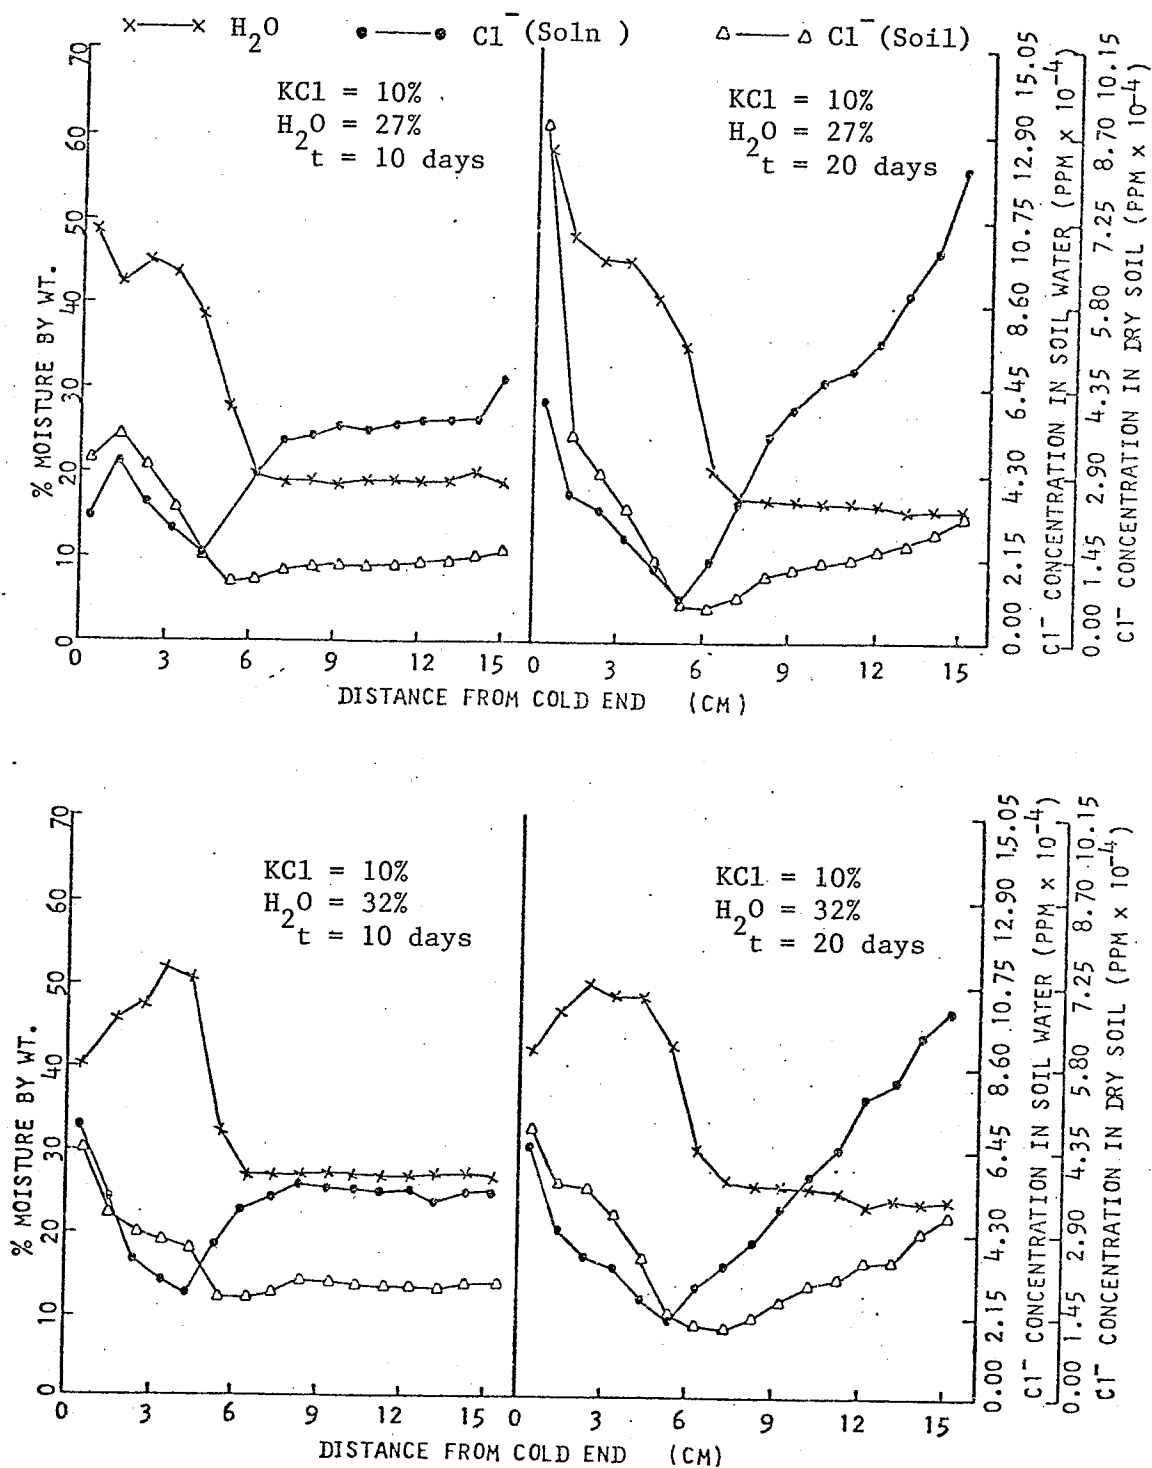 ×—× H2O ●—● Cl⁻(Soln ) △—△ Cl⁻(Soil)
KCl = 10%
H2O = 27%
t = 10 days
KCl = 10%
H2O = 27%
t = 20 days
% MOISTURE BY WT.
0 10 20 30 40 50 60 70
0 3 6 9 12 15
0 3 6 9 12 15
DISTANCE FROM COLD END (CM)
0.00 2.15 4.30 6.45 8.60 10.75 12.90 15.05
Cl⁻ CONCENTRATION IN SOIL WATER (PPM x 10⁻⁴)
0.00 1.45 2.90 4.35 5.80 7.25 8.70 10.15
Cl⁻ CONCENTRATION IN DRY SOIL (PPM x 10⁻⁴)
KCl = 10%
H2O = 32%
t = 10 days
KCl = 10%
H2O = 32%
t = 20 days
% MOISTURE BY WT.
0 10 20 30 40 50 60 70
0 3 6 9 12 15
0 3 6 9 12 15
DISTANCE FROM COLD END (CM)
0.00 2.15 4.30 6.45 8.60 10.75 12.90 15.05
Cl⁻ CONCENTRATION IN SOIL WATER (PPM x 10⁻⁴)
0.00 1.45 2.90 4.35 5.80 7.25 8.70 10.15
Cl⁻ CONCENTRATION IN DRY SOIL (PPM x 10⁻⁴)